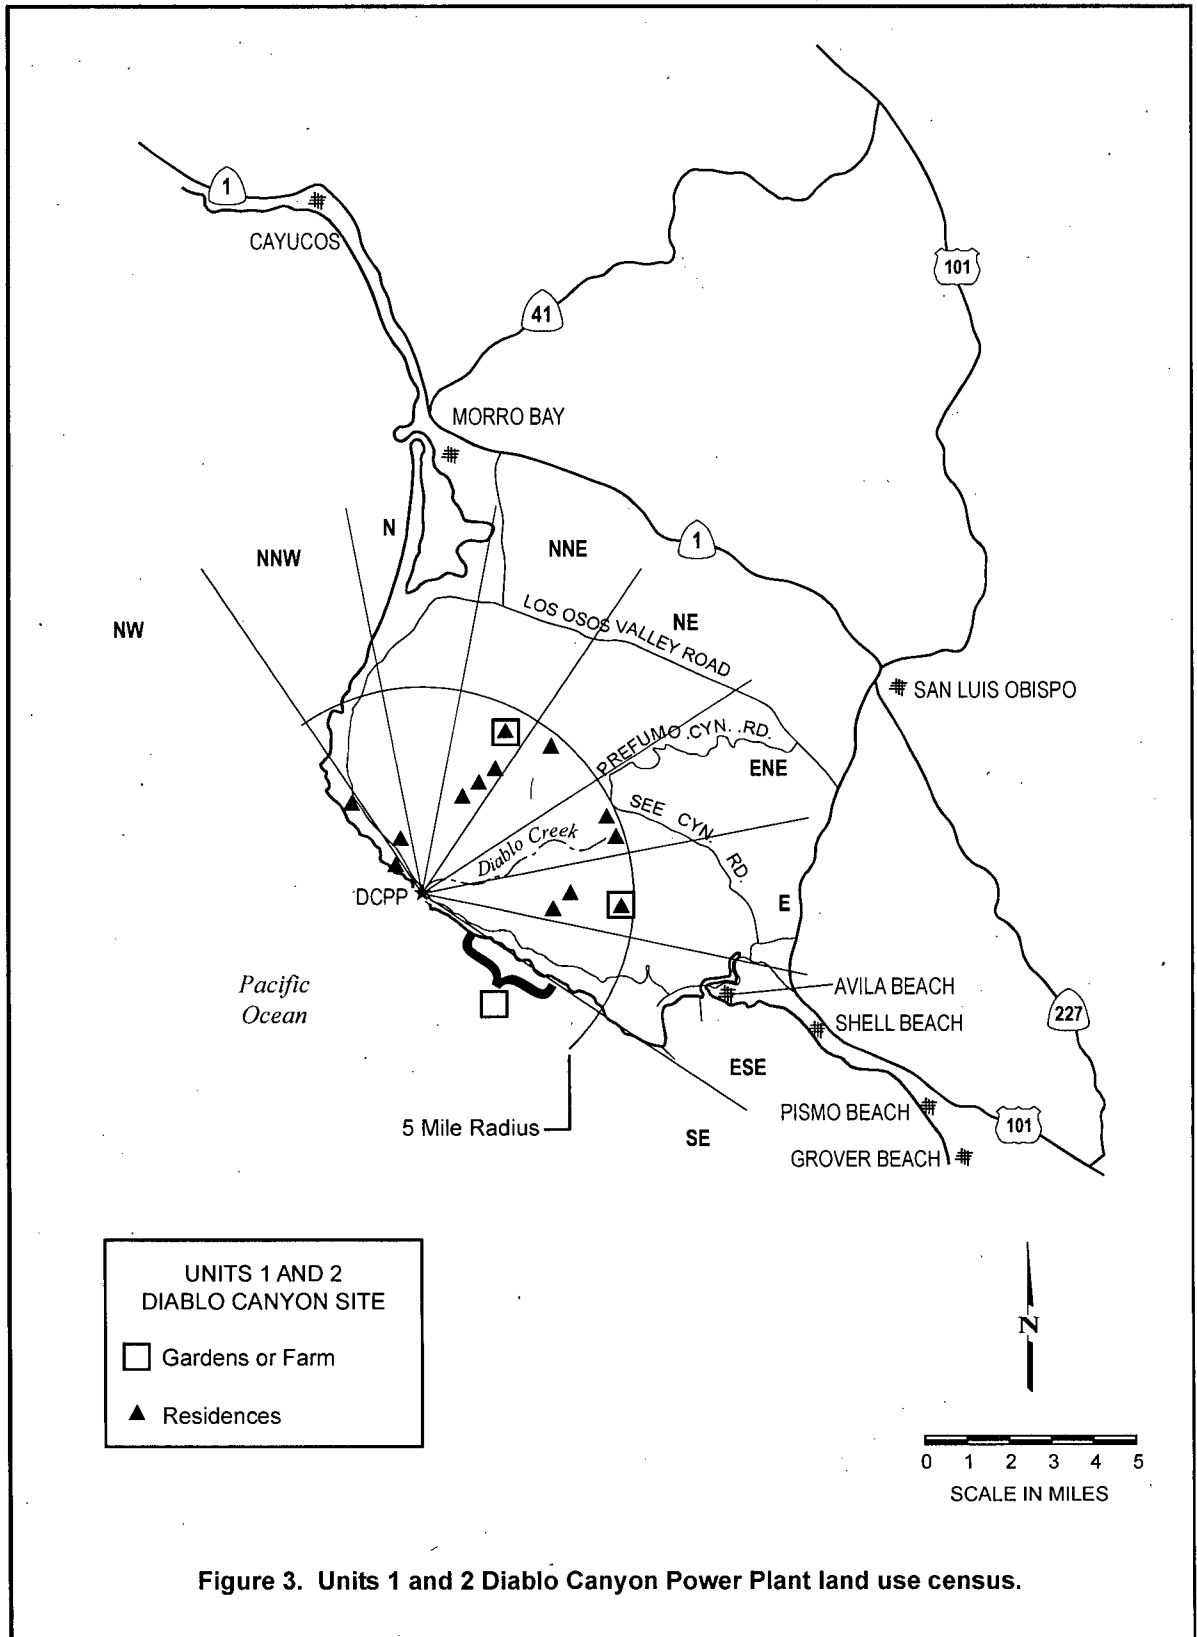 1
CAYUCOS
101
41
MORRO BAY
N
NNW
NNE
1
NW
NE
LOS OSOS VALLEY ROAD
SAN LUIS OBISPO
PREFUMO CYN. RD.
ENE
SEE CYN. RD.
Diablo Creek
DCPP
E
Pacific
Ocean
AVILA BEACH
SHELL BEACH
227
ESE
PISMO BEACH
101
5 Mile Radius
SE
GROVER BEACH
UNITS 1 AND 2
DIABLO CANYON SITE
Gardens or Farm
Residences
N
0 1 2 3 4 5
SCALE IN MILES
Figure 3. Units 1 and 2 Diablo Canyon Power Plant land use census.